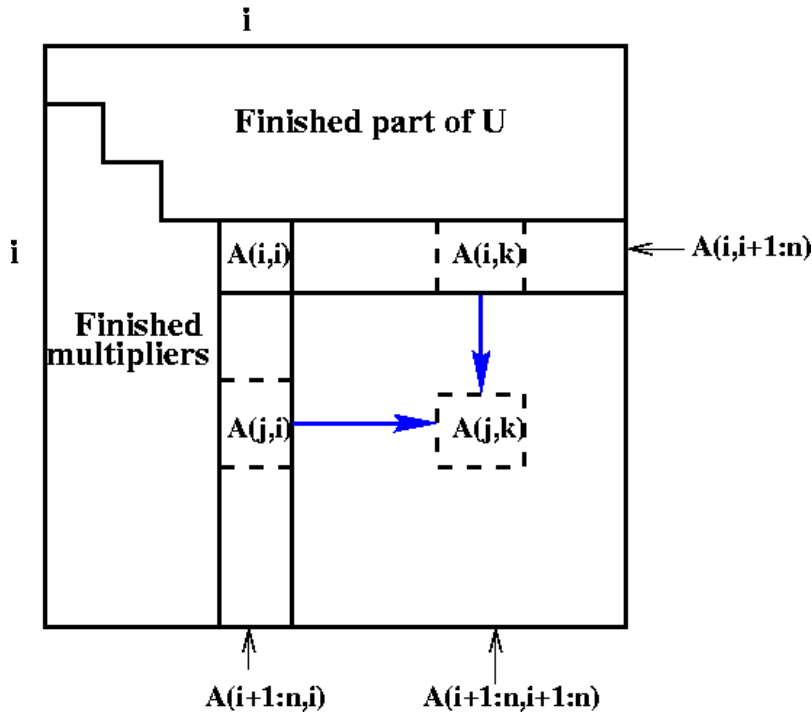 i
Finished part of U
A(i,i)
A(i,k)
i
A(i,i+1:n)
Finished
multipliers
A(j,i)
A(j,k)
A(i+1:n,i)
A(i+1:n,i+1:n)